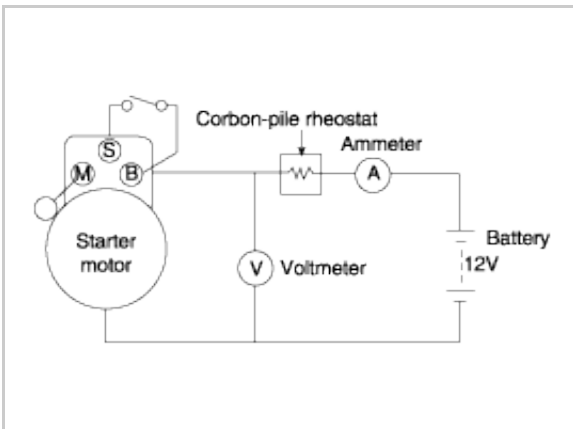 Corbon-pile rheostat
Ammeter
S
M
B
A
Starter
motor
V
Voltmeter
Battery
12V